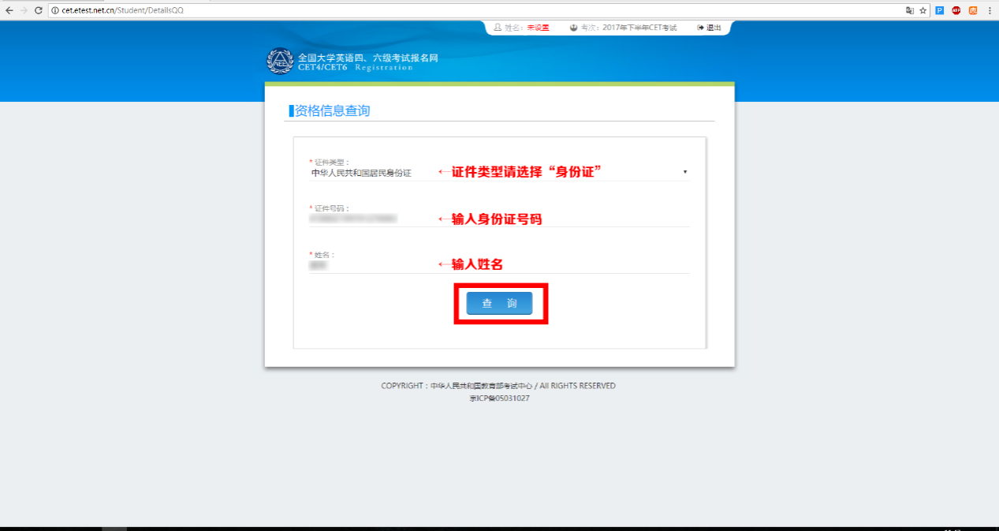 cet.etest.net.cn/Student/DetailsQQ
姓名：未设置 考次：2017年下半年CET考试 退出
全国大学英语四、六级考试报名网
CET4/CET6 Registration
资格信息查询
* 证件类型：
中华人民共和国居民身份证 ←证件类型请选择“身份证”
* 证件号码：
←输入身份证号码
* 姓名：
←输入姓名
查 询
COPYRIGHT：中华人民共和国教育部考试中心 / All RIGHTS RESERVED
京ICP备05031027